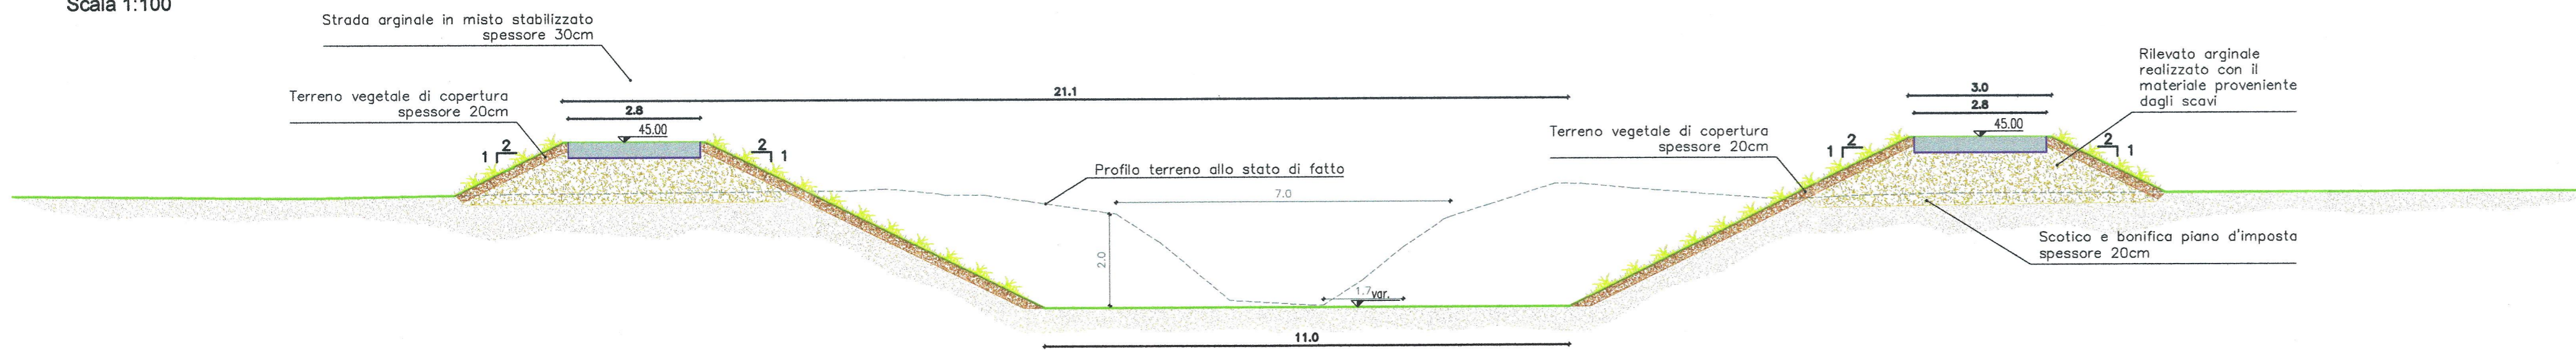 Scala 1:100
Strada arginale in misto stabilizzato
spessore 30cm
Terreno vegetale di copertura
spessore 20cm
21.1
2.8
45.00
2
1
2
1
Profilo terreno allo stato di fatto
7.0
2.0
1.7
var.
11.0
Terreno vegetale di copertura
spessore 20cm
3.0
2.8
45.00
2
1
2
1
Rilevato arginale
realizzato con il
materiale proveniente
dagli scavi
Scotico e bonifica piano d'imposta
spessore 20cm